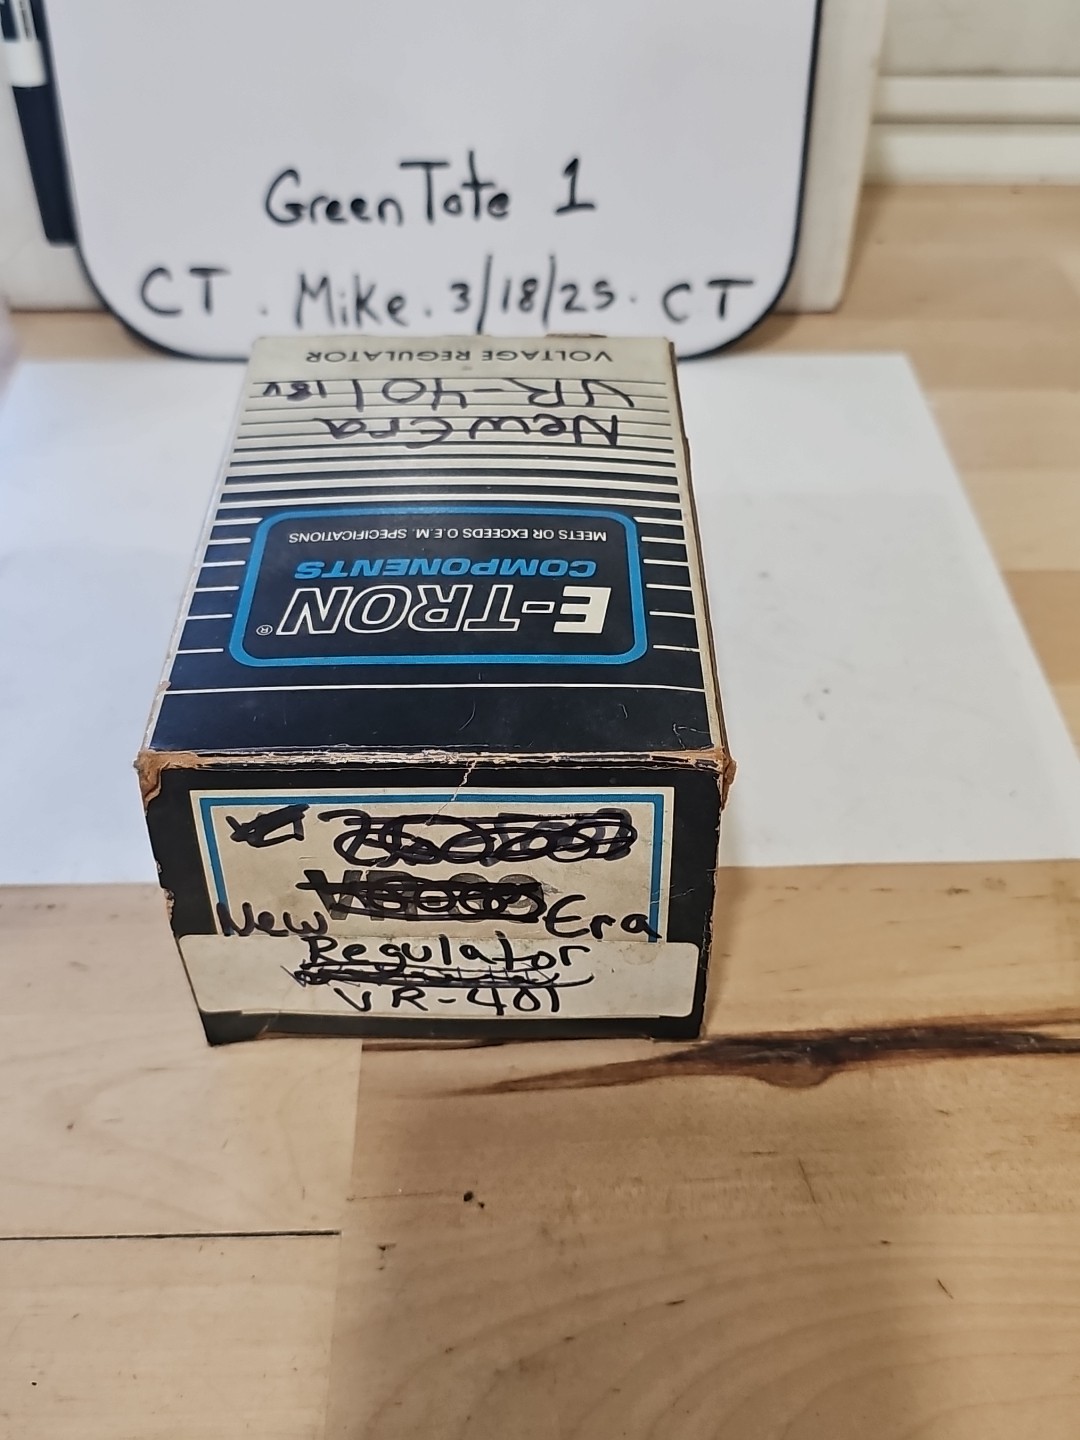 Green Tote 1
CT . Mike . 3/18/25 . CT
VOLTAGE REGULATOR
VR-401 18V
New Era
MEETS OR EXCEEDS O.E.M. SPECIFICATIONS
COMPONENTS
E-TRON®
New Era
Regulator
VR-401